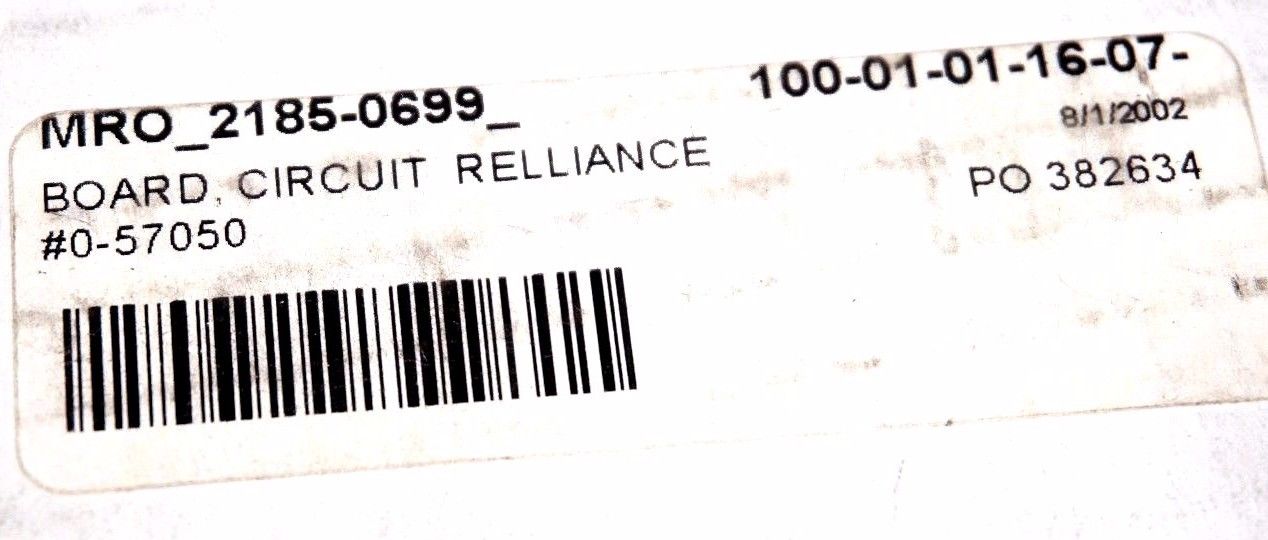 MRO_2185-0699_ 100-01-01-16-07-
8/1/2002
BOARD, CIRCUIT RELLIANCE PO 382634
#0-57050